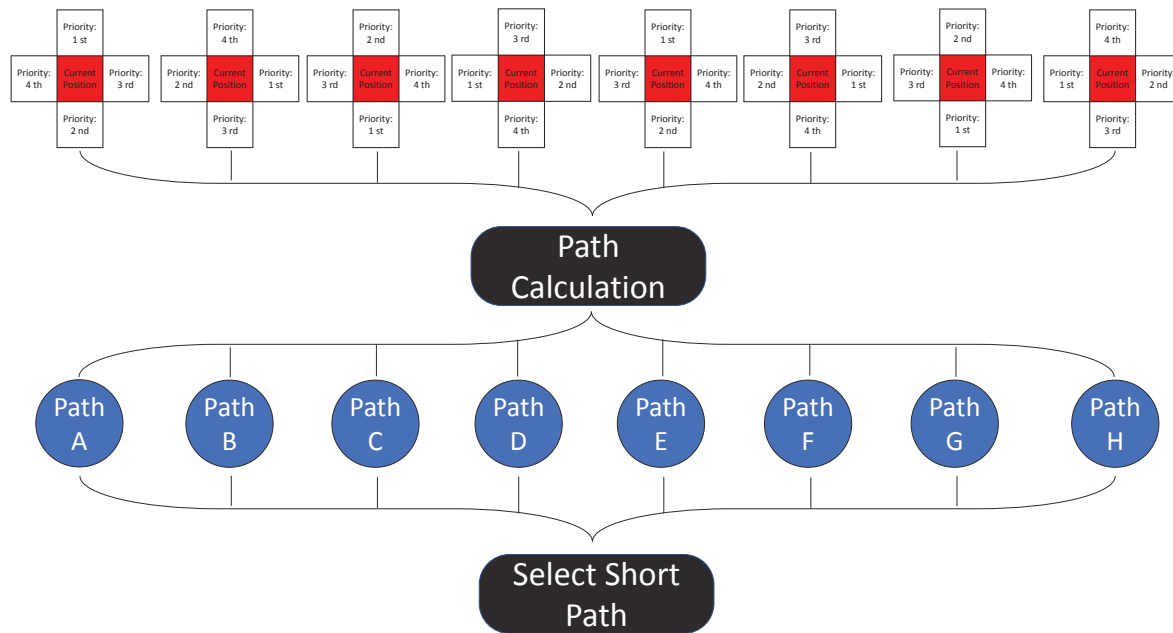 Priority:
1 st
Priority:
4 th
Current
Position
Priority:
3 rd
Priority:
2 nd
Priority:
4 th
Priority:
2 nd
Current
Position
Priority:
1 st
Priority:
3 rd
Priority:
2 nd
Priority:
3 rd
Current
Position
Priority:
4 th
Priority:
1 st
Priority:
3 rd
Priority:
1 st
Current
Position
Priority:
2 nd
Priority:
4 th
Priority:
1 st
Priority:
3 rd
Current
Position
Priority:
4 th
Priority:
2 nd
Priority:
3 rd
Priority:
2 nd
Current
Position
Priority:
1 st
Priority:
4 th
Priority:
2 nd
Priority:
3 rd
Current
Position
Priority:
4 th
Priority:
1 st
Priority:
4 th
Priority:
1 st
Current
Position
Priority:
2 nd
Priority:
3 rd
Path
Calculation
Path
A
Path
B
Path
C
Path
D
Path
E
Path
F
Path
G
Path
H
Select Short
Path